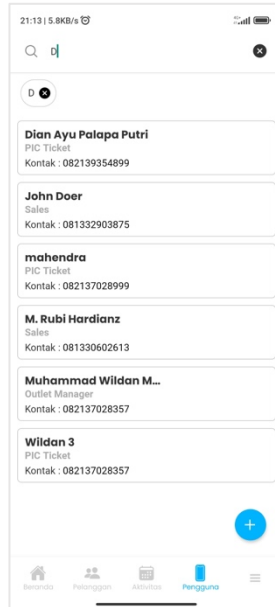 21:13 | 5.8KB/s
D
D
Dian Ayu Palapa Putri
PIC Ticket
Kontak : 082139354899
John Doer
Sales
Kontak : 081332903875
mahendra
PIC Ticket
Kontak : 082137028999
M. Rubi Hardianz
Sales
Kontak : 081330602613
Muhammad Wildan M...
Outlet Manager
Kontak : 082137028357
Wildan 3
PIC Ticket
Kontak : 082137028357
Beranda Pelanggan Aktivitas Pengguna